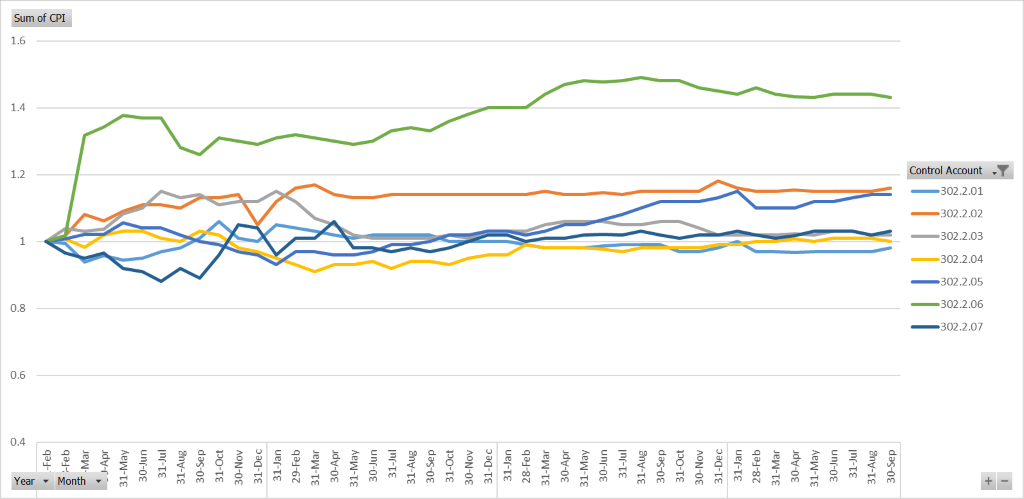 Sum of CPI
1.6
1.4
1.2
1
0.8
0.6
0.4
-Feb
-Feb
-Mar
-Apr
31-May
30-Jun
31-Jul
31-Aug
30-Sep
31-Oct
30-Nov
31-Dec
31-Jan
29-Feb
31-Mar
30-Apr
31-May
30-Jun
31-Jul
31-Aug
30-Sep
31-Oct
30-Nov
31-Dec
31-Jan
28-Feb
31-Mar
30-Apr
31-May
30-Jun
31-Jul
31-Aug
30-Sep
31-Oct
30-Nov
31-Dec
31-Jan
28-Feb
31-Mar
30-Apr
31-May
30-Jun
31-Jul
31-Aug
30-Sep
Year
Month
Control Account
302.2.01
302.2.02
302.2.03
302.2.04
302.2.05
302.2.06
302.2.07